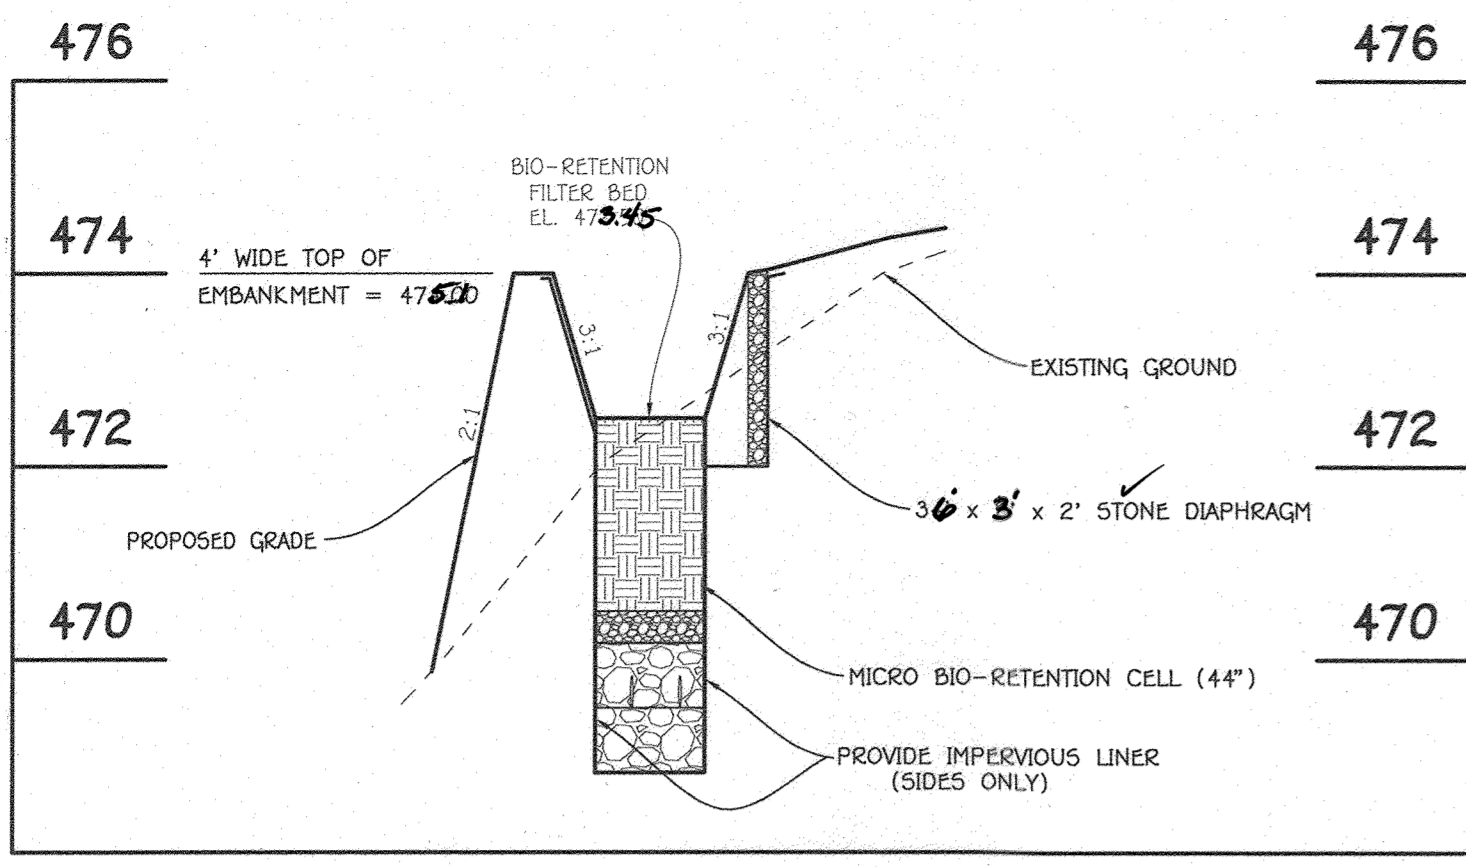 476
476
BIO-RETENTION
FILTER BED
EL. 473.45
474
474
4' WIDE TOP OF
EMBANKMENT = 475.00
3:1
3:1
EXISTING GROUND
472
472
2:1
36' x 3' x 2' STONE DIAPHRAGM
PROPOSED GRADE
470
470
MICRO BIO-RETENTION CELL (44")
PROVIDE IMPERVIOUS LINER
(SIDES ONLY)